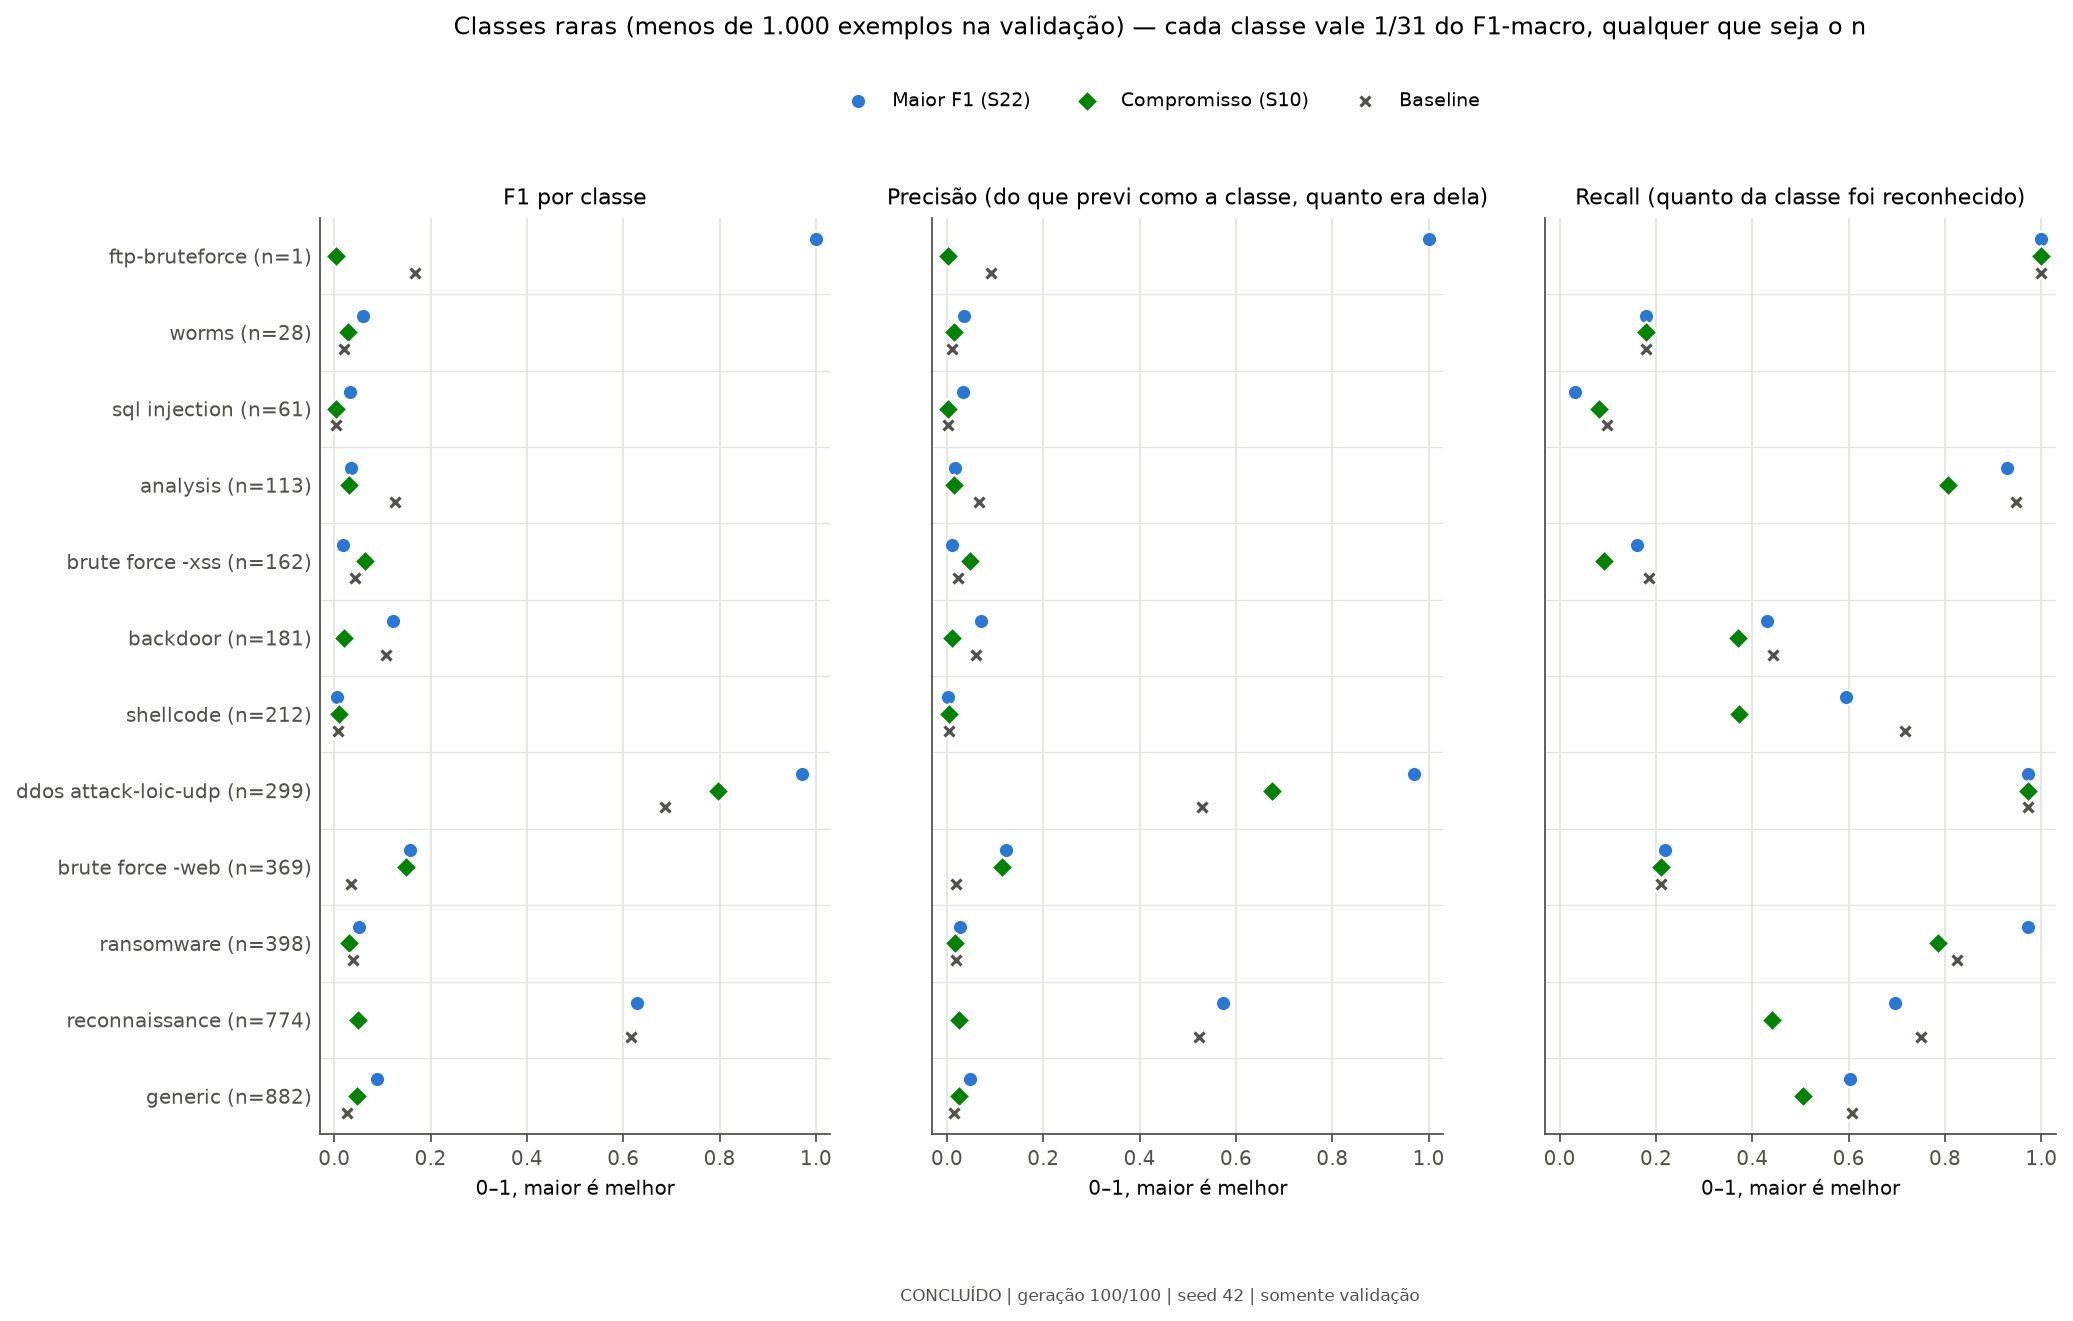 Classes raras (menos de 1.000 exemplos na validação) — cada classe vale 1/31 do F1-macro, qualquer que seja o n
Maior F1 (S22)
Compromisso (S10)
Baseline
F1 por classe
Precisão (do que previ como a classe, quanto era dela)
Recall (quanto da classe foi reconhecido)
ftp-bruteforce (n=1)
worms (n=28)
sql injection (n=61)
analysis (n=113)
brute force -xss (n=162)
backdoor (n=181)
shellcode (n=212)
ddos attack-loic-udp (n=299)
brute force -web (n=369)
ransomware (n=398)
reconnaissance (n=774)
generic (n=882)
0.0 0.2 0.4 0.6 0.8 1.0
0.0 0.2 0.4 0.6 0.8 1.0
0.0 0.2 0.4 0.6 0.8 1.0
0–1, maior é melhor
0–1, maior é melhor
0–1, maior é melhor
CONCLUÍDO | geração 100/100 | seed 42 | somente validação